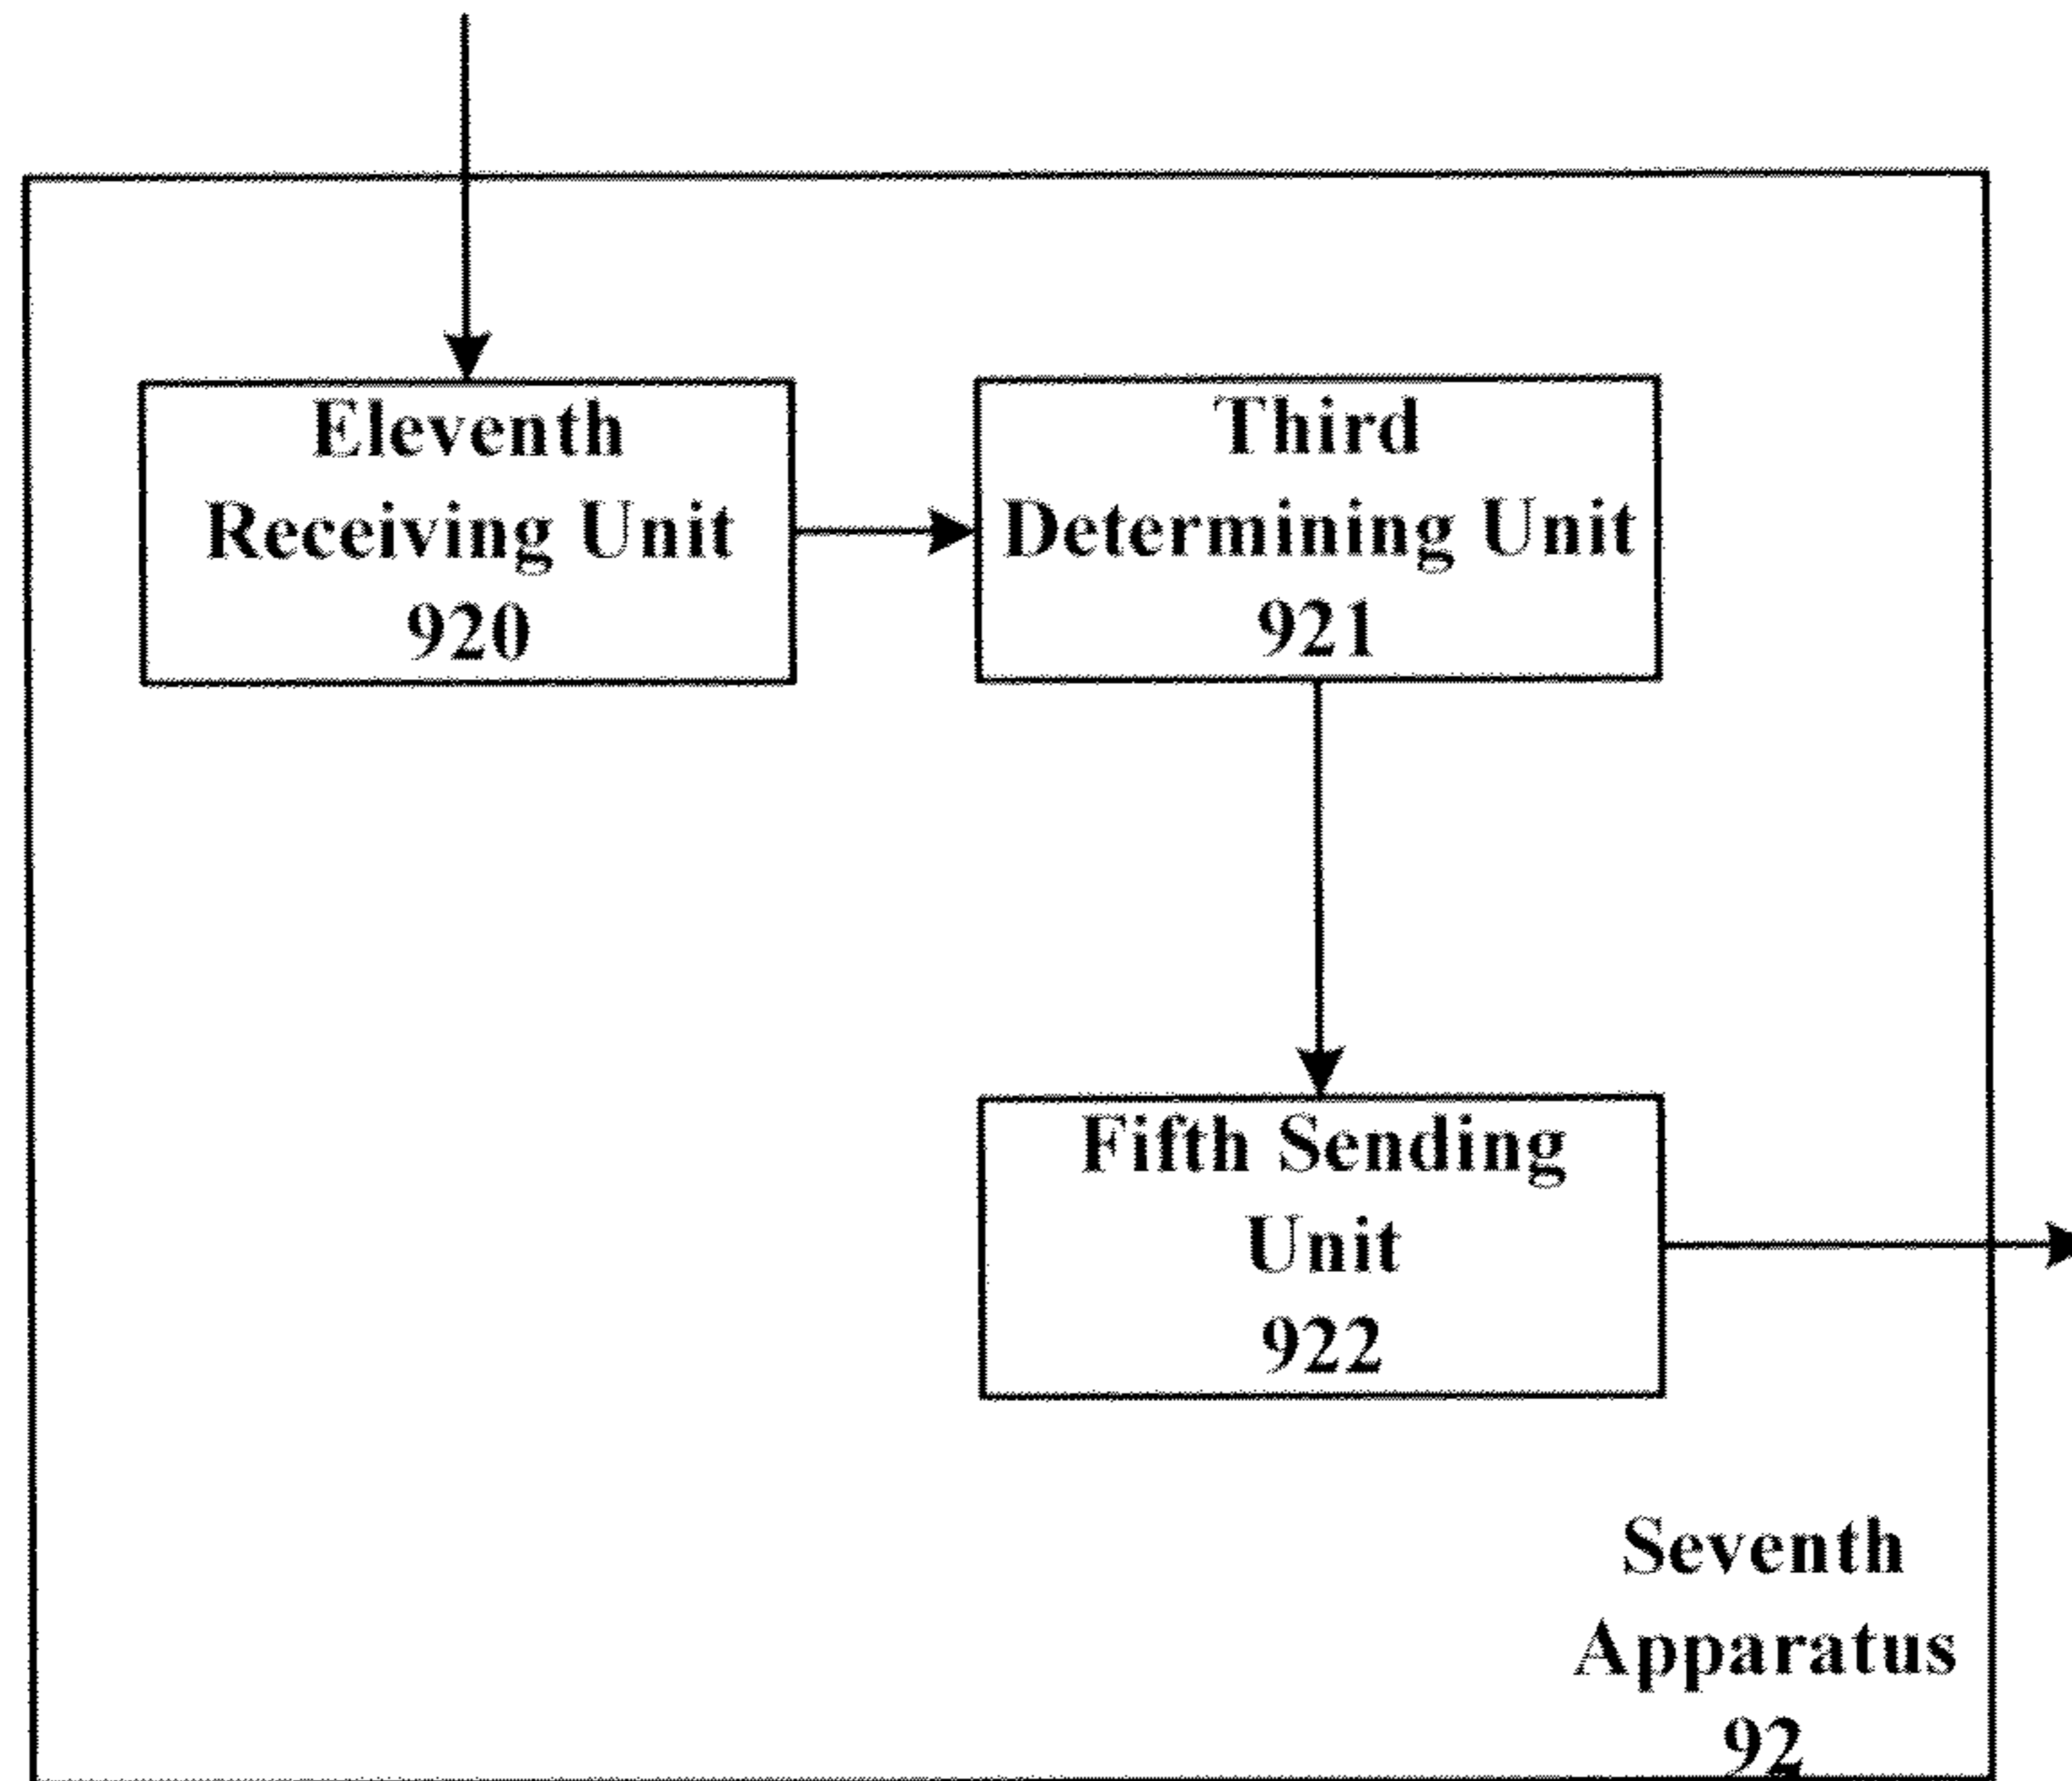 Eleventh
Receiving Unit
920
Third
Determining Unit
921
Fifth Sending
Unit
922
Seventh
Apparatus
92